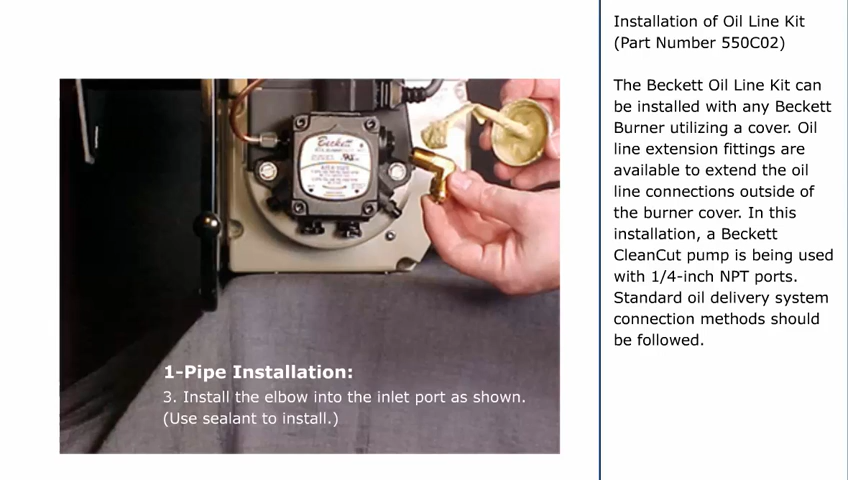 Installation of Oil Line Kit
(Part Number 550C02)
The Beckett Oil Line Kit can
be installed with any Beckett
Burner utilizing a cover. Oil
line extension fittings are
available to extend the oil
line connections outside of
the burner cover. In this
installation, a Beckett
CleanCut pump is being used
with 1/4-inch NPT ports.
Standard oil delivery system
connection methods should
be followed.
Beckett
1-Pipe Installation:
3. Install the elbow into the inlet port as shown.
(Use sealant to install.)